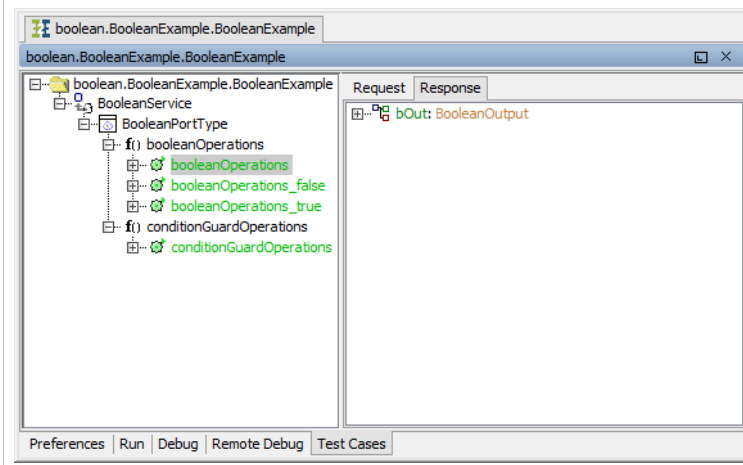 boolean.BooleanExample.BooleanExample
boolean.BooleanExample.BooleanExample
boolean.BooleanExample.BooleanExample
BooleanService
BooleanPortType
f() booleanOperations
booleanOperations
booleanOperations_false
booleanOperations_true
f() conditionGuardOperations
conditionGuardOperations
Request Response
bOut: BooleanOutput
Preferences Run Debug Remote Debug Test Cases